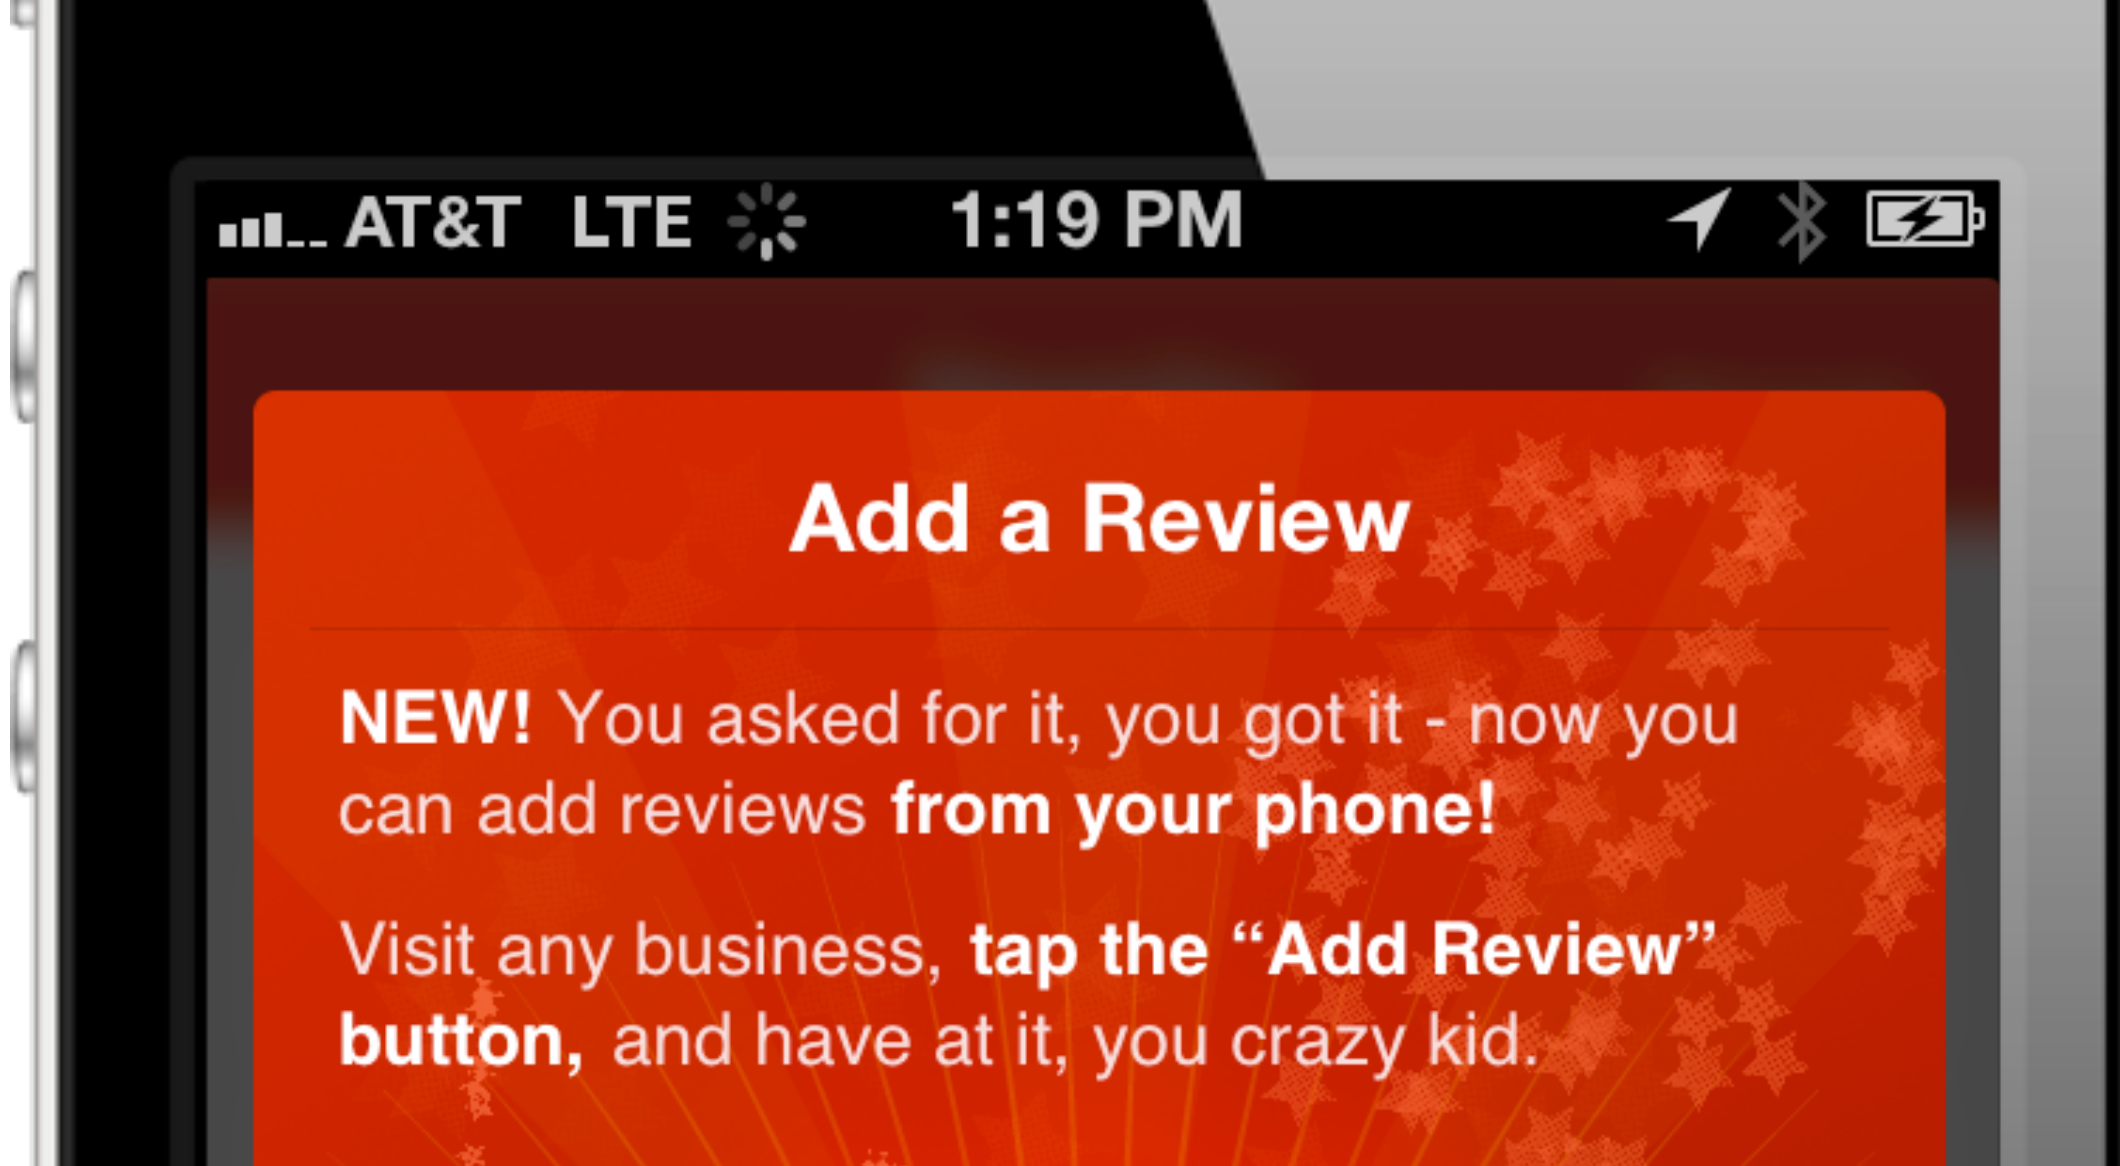 AT&T LTE 1:19 PM
Add a Review
NEW! You asked for it, you got it - now you
can add reviews from your phone!
Visit any business, tap the “Add Review”
button, and have at it, you crazy kid.